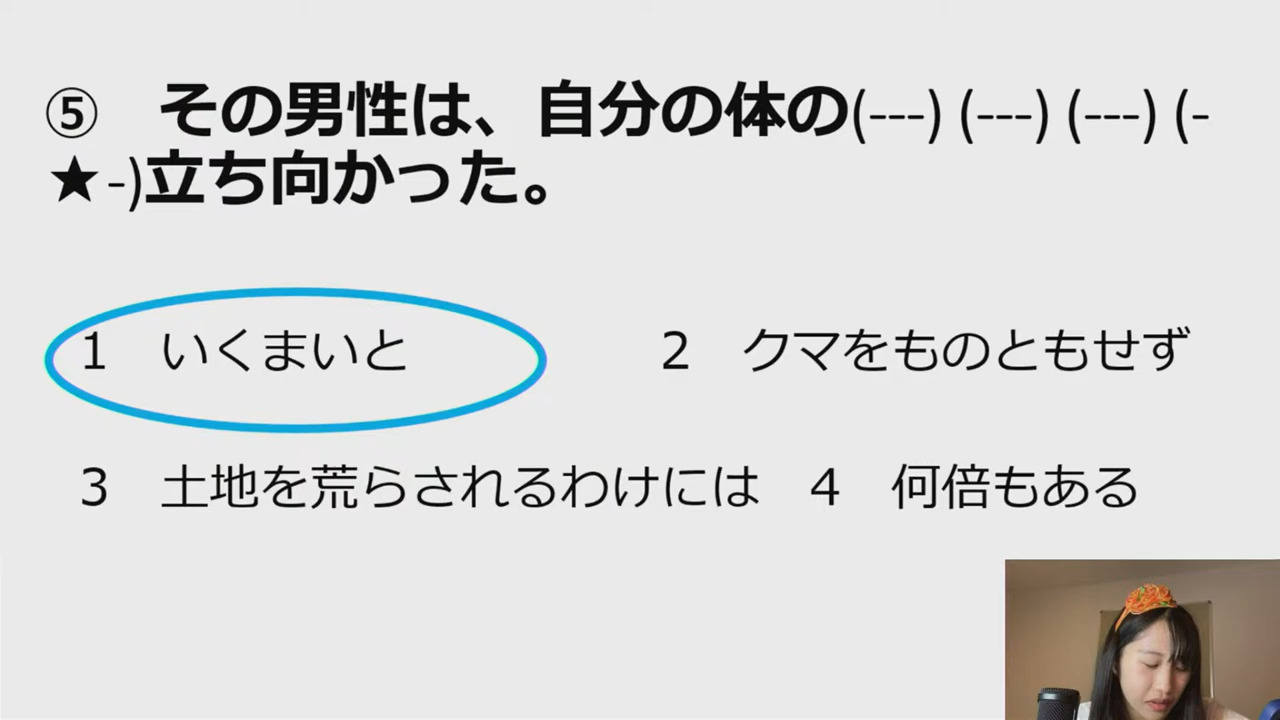 ⑤　その男性は、自分の体の(---) (---) (---) (-
★-)立ち向かった。
1　いくまいと
2　クマをものともせず
3　土地を荒らされるわけには
4　何倍もある